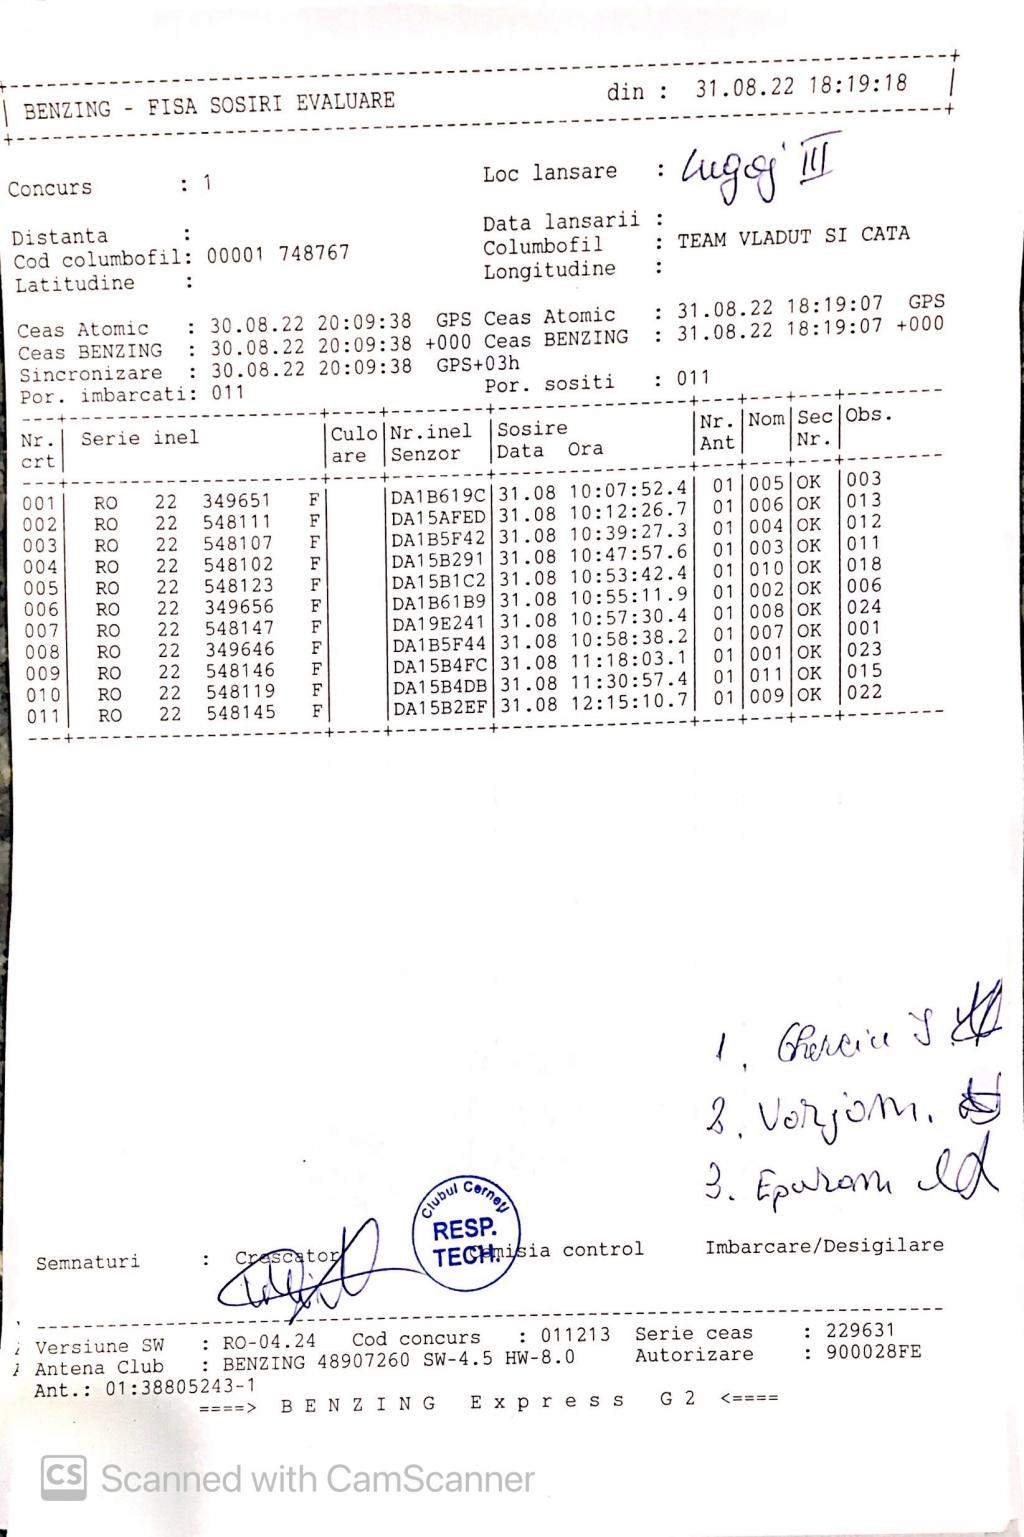 BENZING - FISA SOSIRI EVALUARE din : 31.08.22 18:19:18
Concurs : 1 Loc lansare : Lugoj III
Distanta : Data lansarii :
Cod columbofil: 00001 748767 Columbofil : TEAM VLADUT SI CATA
Latitudine : Longitudine :
Ceas Atomic : 30.08.22 20:09:38 GPS Ceas Atomic : 31.08.22 18:19:07 GPS
Ceas BENZING : 30.08.22 20:09:38 +000 Ceas BENZING : 31.08.22 18:19:07 +000
Sincronizare : 30.08.22 20:09:38 GPS+03h
Por. imbarcati: 011 Por. sositi : 011
Nr. Serie inel Culo Nr.inel Sosire Nr. Nom Sec Obs.
crt are Senzor Data Ora Ant Nr.
001 RO 22 349651 F DA1B619C 31.08 10:07:52.4 01 005 OK 003
002 RO 22 548111 F DA15AFED 31.08 10:12:26.7 01 006 OK 013
003 RO 22 548107 F DA1B5F42 31.08 10:39:27.3 01 004 OK 012
004 RO 22 548102 F DA15B291 31.08 10:47:57.6 01 003 OK 011
005 RO 22 548123 F DA15B1C2 31.08 10:53:42.4 01 010 OK 018
006 RO 22 349656 F DA1B61B9 31.08 10:55:11.9 01 002 OK 006
007 RO 22 548147 F DA19E241 31.08 10:57:30.4 01 008 OK 024
008 RO 22 349646 F DA1B5F44 31.08 10:58:38.2 01 007 OK 001
009 RO 22 548146 F DA15B4FC 31.08 11:18:03.1 01 001 OK 023
010 RO 22 548119 F DA15B4DB 31.08 11:30:57.4 01 011 OK 015
011 RO 22 548145 F DA15B2EF 31.08 12:15:10.7 01 009 OK 022
1.
2.
3.
Clubul Cerneți
RESP.
TECH.
Semnaturi : Crescator Comisia control Imbarcare/Desigilare
Versiune SW : RO-04.24 Cod concurs : 011213 Serie ceas : 229631
Antena Club : BENZING 48907260 SW-4.5 HW-8.0 Autorizare : 900028FE
Ant.: 01:38805243-1
====> B E N Z I N G E x p r e s s G 2 <====
CS Scanned with CamScanner